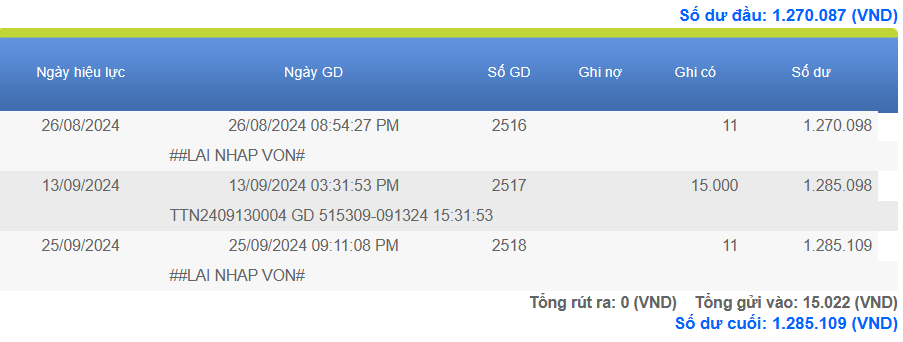 Số dư đầu: 1.270.087 (VND)
Ngày hiệu lực Ngày GD Số GD Ghi nợ Ghi có Số dư
26/08/2024 26/08/2024 08:54:27 PM 2516 11 1.270.098
##LAI NHAP VON#
13/09/2024 13/09/2024 03:31:53 PM 2517 15.000 1.285.098
TTN2409130004 GD 515309-091324 15:31:53
25/09/2024 25/09/2024 09:11:08 PM 2518 11 1.285.109
##LAI NHAP VON#
Tổng rút ra: 0 (VND) Tổng gửi vào: 15.022 (VND)
Số dư cuối: 1.285.109 (VND)